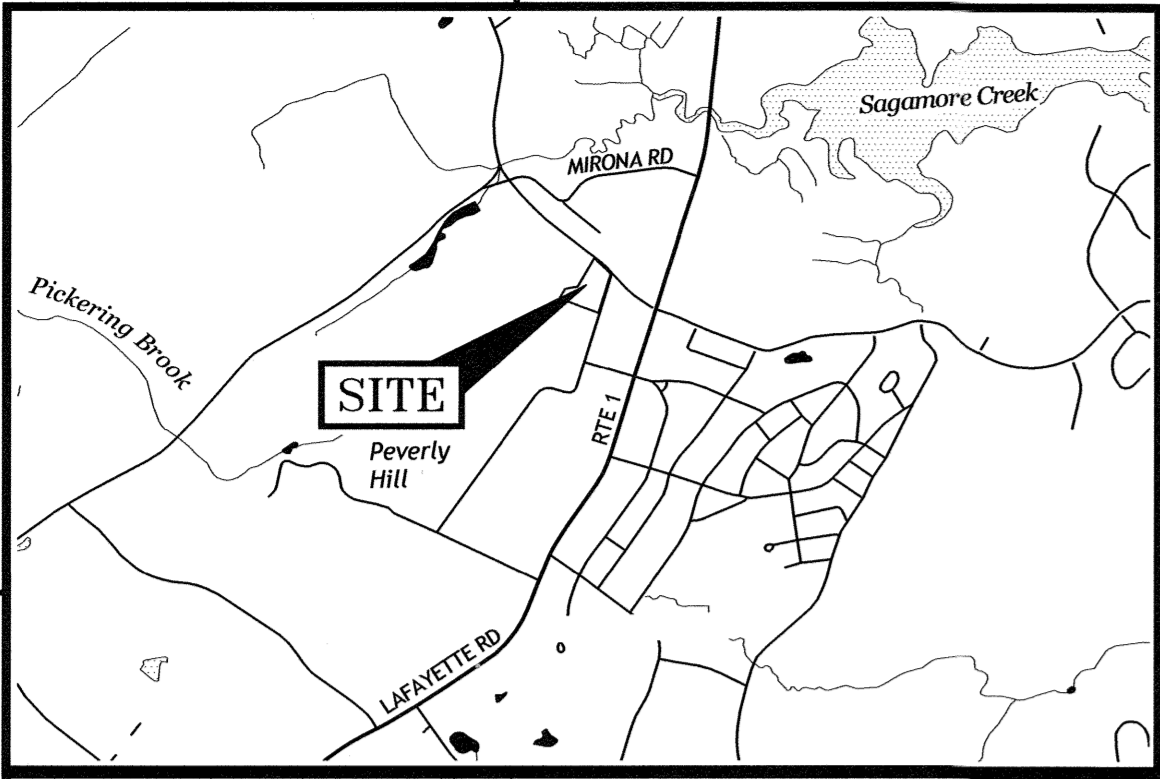 Sagamore Creek
MIRONA RD
Pickering Brook
SITE
RTE 1
Peverly
Hill
LAFAYETTE RD